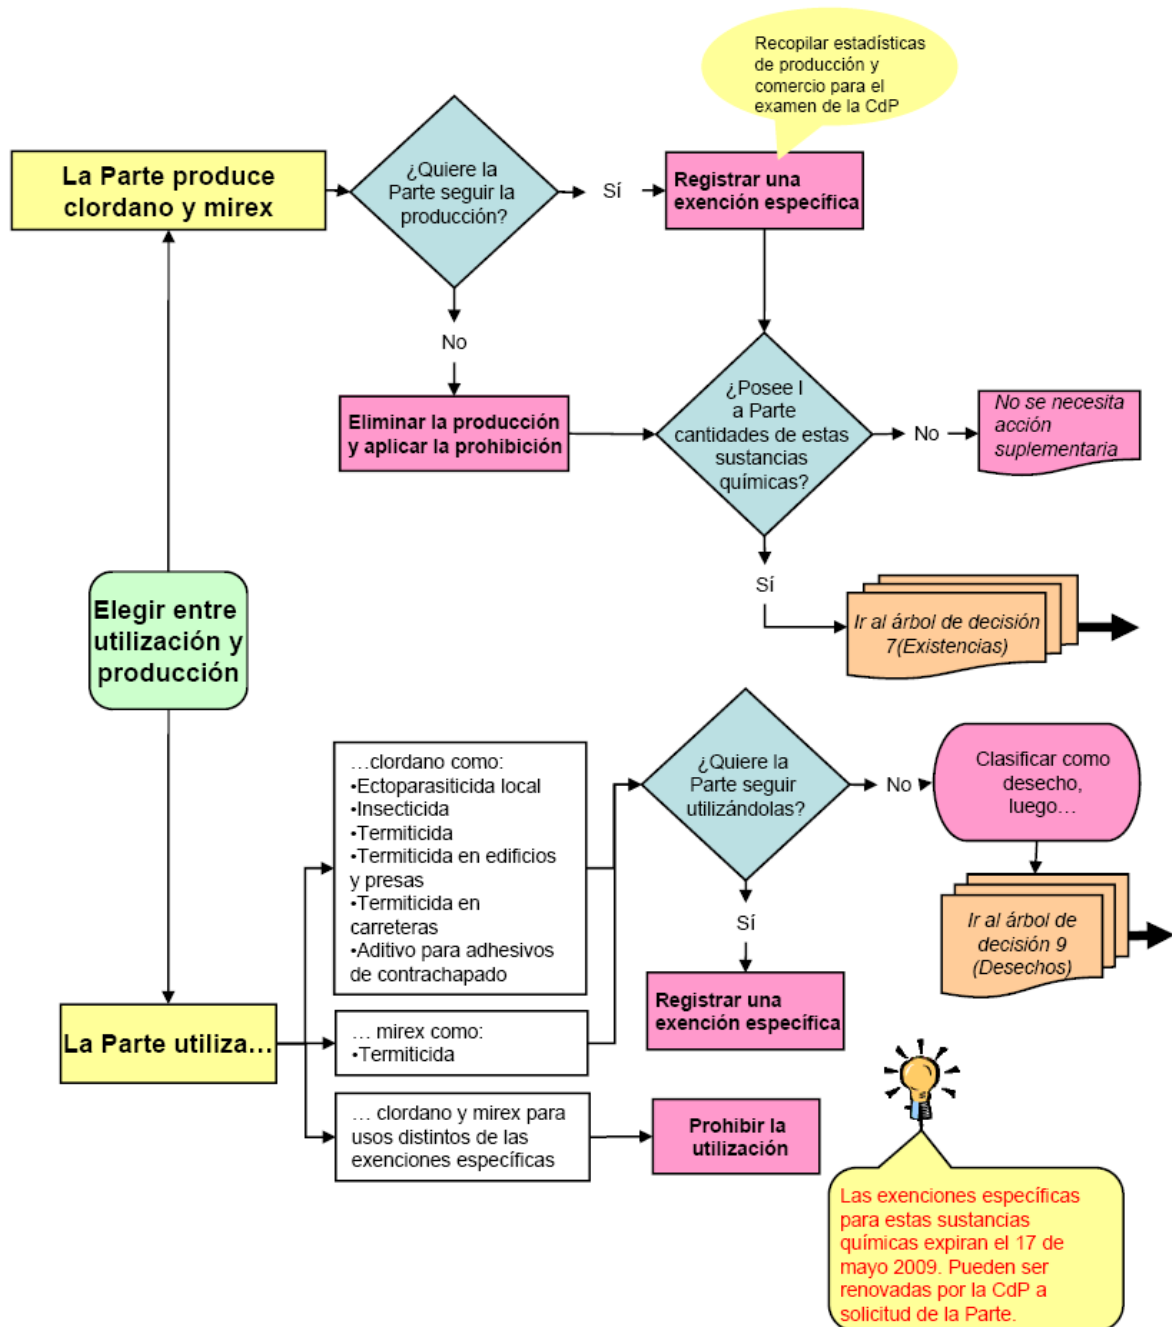 Recopilar estadísticas
de producción y
comercio para el
examen de la CdP
La Parte produce
clordano y mirex
¿Quiere la
Parte seguir la
producción?
Sí
Registrar una
exención específica
No
Eliminar la producción
y aplicar la prohibición
¿Posee l
a Parte
cantidades de estas
sustancias
químicas?
No
No se necesita
acción
suplementaria
Sí
Ir al árbol de decisión
7(Existencias)
Elegir entre
utilización y
producción
…clordano como:
•Ectoparasiticida local
•Insecticida
•Termiticida
•Termiticida en edificios
y presas
•Termiticida en
carreteras
•Aditivo para adhesivos
de contrachapado
¿Quiere la
Parte seguir
utilizándolas?
No
Clasificar como
desecho,
luego…
Ir al árbol de
decisión 9
(Desechos)
Sí
Registrar una
exención específica
La Parte utiliza…
… mirex como:
•Termiticida
… clordano y mirex para
usos distintos de las
exenciones específicas
Prohibir la
utilización
Las exenciones específicas
para estas sustancias
químicas expiran el 17 de
mayo 2009. Pueden ser
renovadas por la CdP a
solicitud de la Parte.